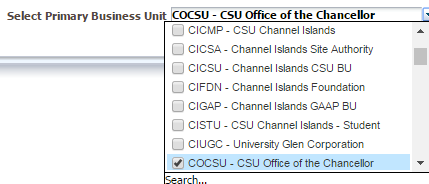 Select Primary Business Unit COCSU - CSU Office of the Chancellor
CICMP - CSU Channel Islands
CICSA - Channel Islands Site Authority
CICSU - Channel Islands CSU BU
CIFDN - Channel Islands Foundation
CIGAP - Channel Islands GAAP BU
CISTU - CSU Channel Islands - Student
CIUGC - University Glen Corporation
COCSU - CSU Office of the Chancellor
Search...